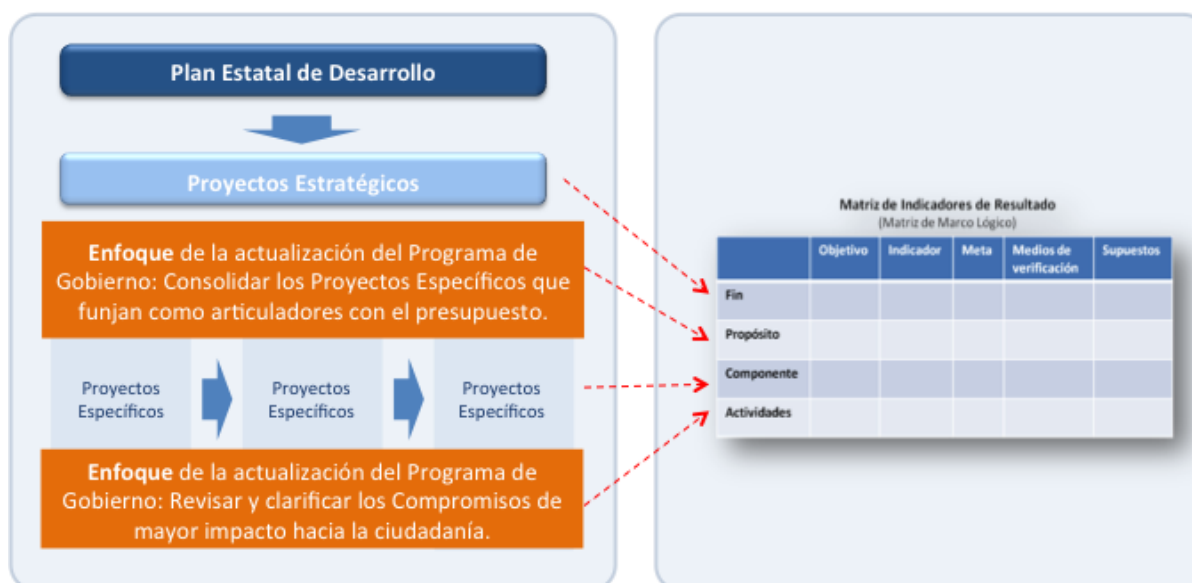 Plan Estatal de Desarrollo
Proyectos Estratégicos
Enfoque de la actualización del Programa de
Gobierno: Consolidar los Proyectos Específicos que
funjan como articuladores con el presupuesto.
Proyectos
Específicos
Proyectos
Específicos
Proyectos
Específicos
Enfoque de la actualización del Programa de
Gobierno: Revisar y clarificar los Compromisos de
mayor impacto hacia la ciudadanía.
Matriz de Indicadores de Resultado
(Matriz de Marco Lógico)
Objetivo Indicador Meta Medios de Supuestos
verificación
Fin
Propósito
Componente
Actividades